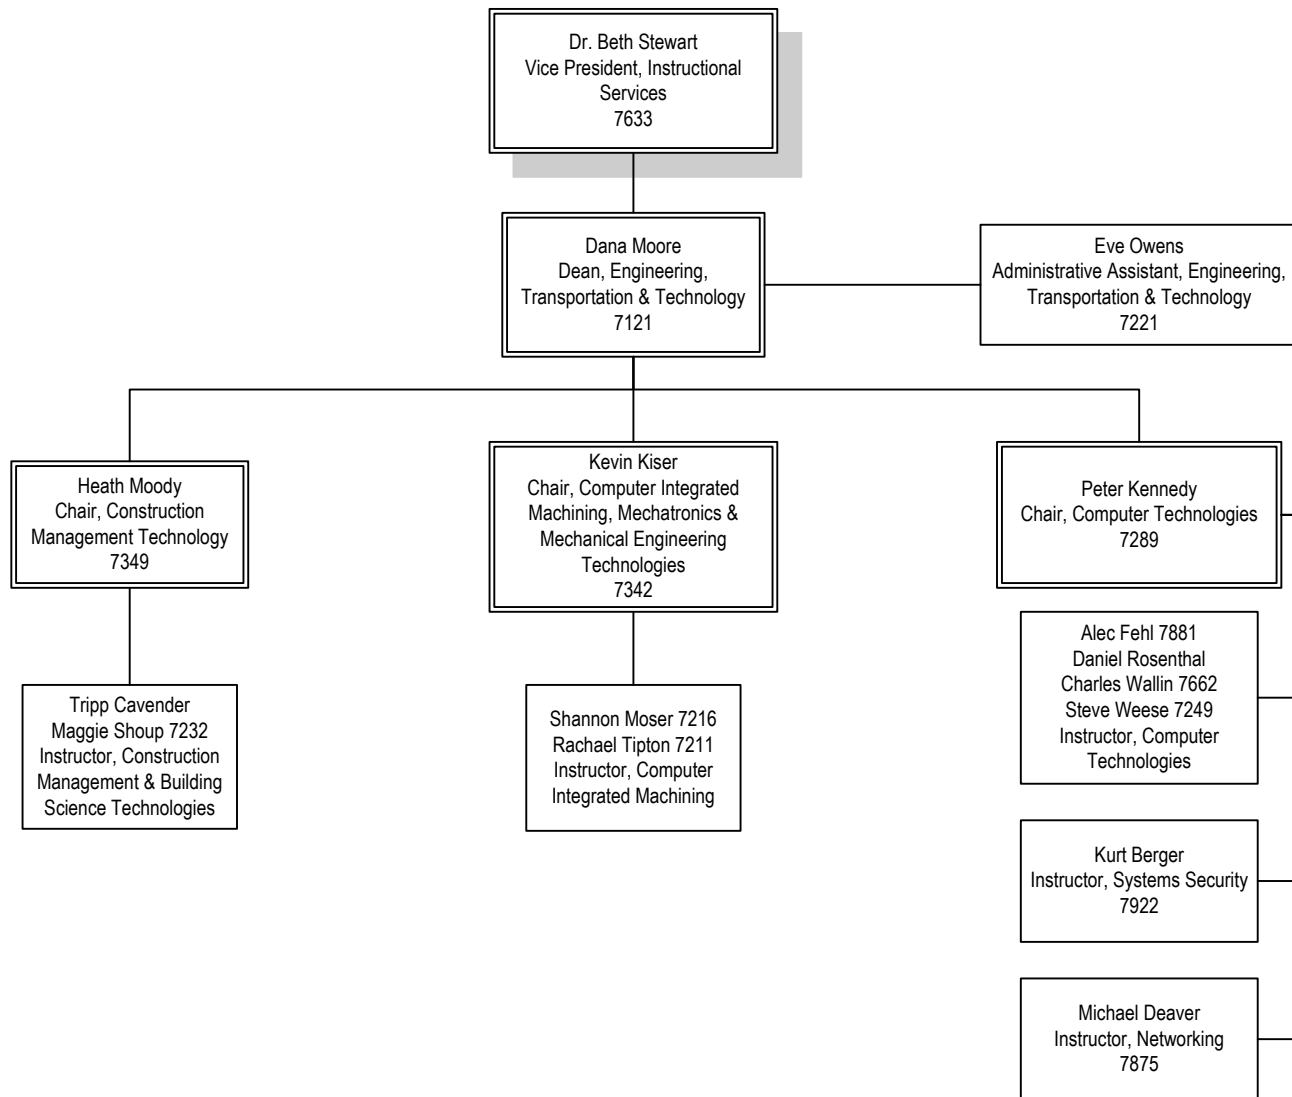 Dr. Beth Stewart
Vice President, Instructional
Services
7633
Dana Moore
Dean, Engineering,
Transportation & Technology
7121
Eve Owens
Administrative Assistant, Engineering,
Transportation & Technology
7221
Heath Moody
Chair, Construction
Management Technology
7349
Kevin Kiser
Chair, Computer Integrated
Machining, Mechatronics &
Mechanical Engineering
Technologies
7342
Peter Kennedy
Chair, Computer Technologies
7289
Tripp Cavender
Maggie Shoup 7232
Instructor, Construction
Management & Building
Science Technologies
Shannon Moser 7216
Rachael Tipton 7211
Instructor, Computer
Integrated Machining
Alec Fehl 7881
Daniel Rosenthal
Charles Wallin 7662
Steve Weese 7249
Instructor, Computer
Technologies
Kurt Berger
Instructor, Systems Security
7922
Michael Deaver
Instructor, Networking
7875